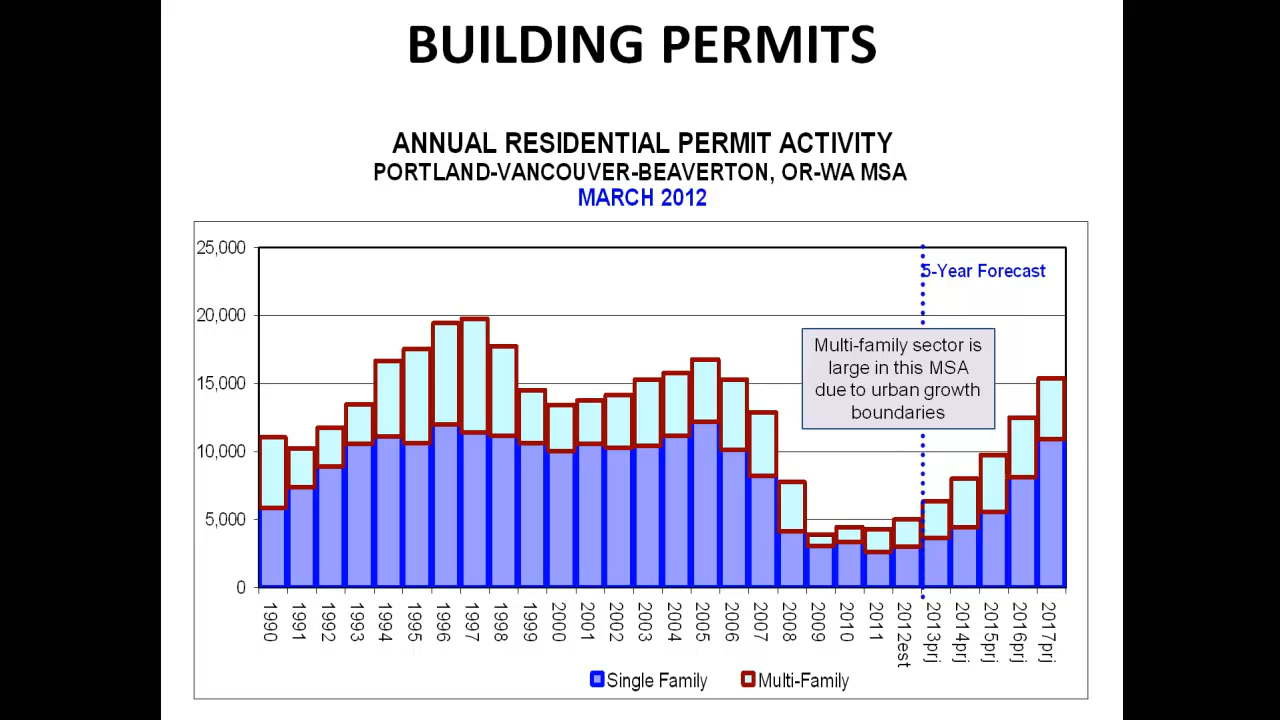 BUILDING PERMITS
ANNUAL RESIDENTIAL PERMIT ACTIVITY
PORTLAND-VANCOUVER-BEAVERTON, OR-WA MSA
MARCH 2012
25,000
20,000
15,000
10,000
5,000
0
5-Year Forecast
Multi-family sector is
large in this MSA
due to urban growth
boundaries
1990
1991
1992
1993
1994
1995
1996
1997
1998
1999
2000
2001
2002
2003
2004
2005
2006
2007
2008
2009
2010
2011
2012est
2013prj
2014prj
2015prj
2016prj
2017prj
Single Family
Multi-Family